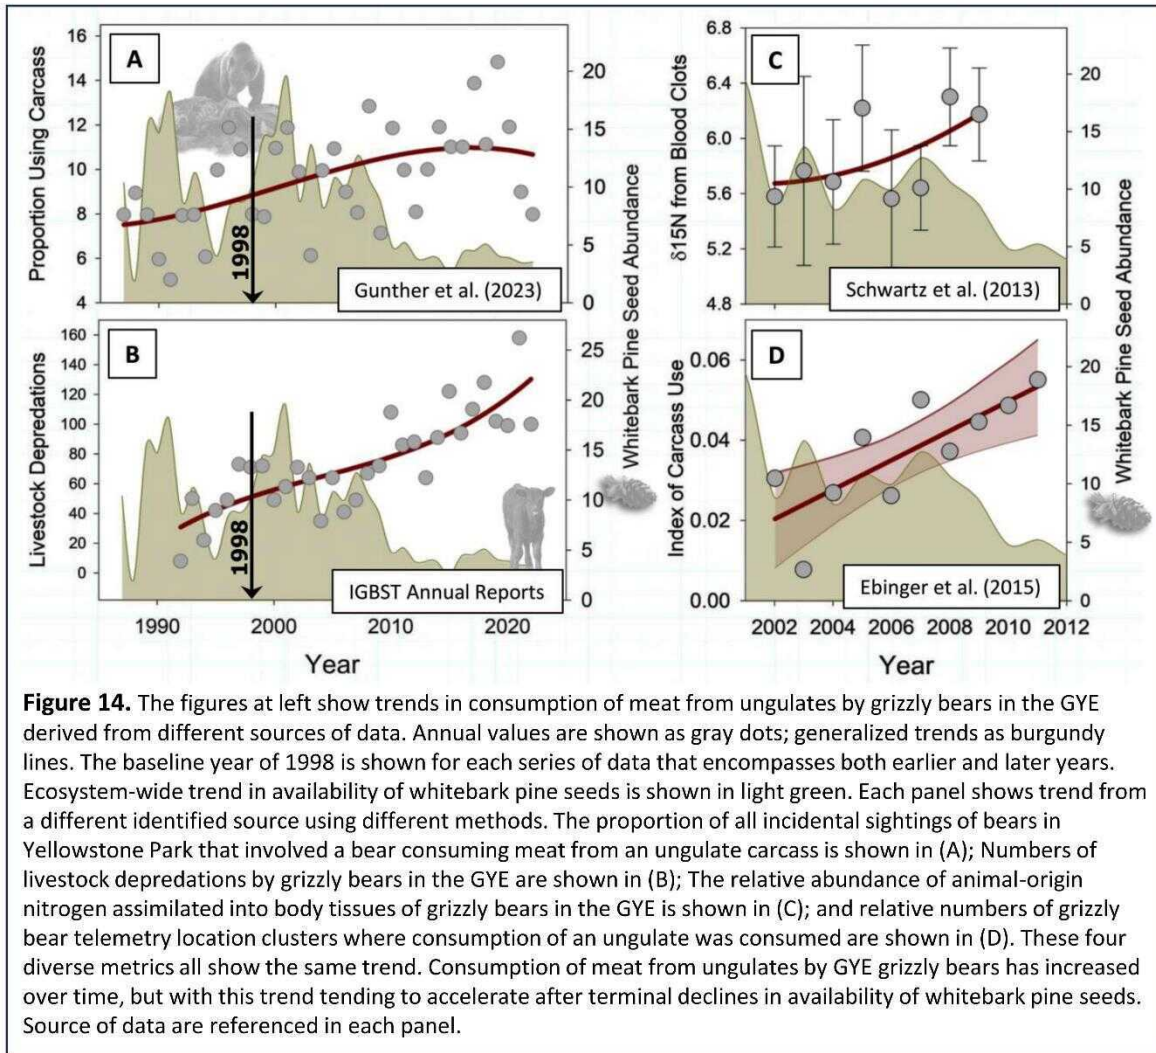 A
Proportion Using Carcass
16
14
12
10
8
6
4
1998
Gunther et al. (2023)
20
15
10
5
0
Whitebark Pine Seed Abundance
B
Livestock Depredations
160
140
120
100
80
60
40
20
0
1998
IGBST Annual Reports
25
20
15
10
5
0
1990
2000
2010
2020
Year
C
δ15N from Blood Clots
6.8
6.4
6.0
5.6
5.2
4.8
Schwartz et al. (2013)
20
15
10
5
0
Whitebark Pine Seed Abundance
D
Index of Carcass Use
0.06
0.04
0.02
0.00
Ebinger et al. (2015)
20
15
10
5
0
2002
2004
2006
2008
2010
2012
Year
Figure 14. The figures at left show trends in consumption of meat from ungulates by grizzly bears in the GYE
derived from different sources of data. Annual values are shown as gray dots; generalized trends as burgundy
lines. The baseline year of 1998 is shown for each series of data that encompasses both earlier and later years.
Ecosystem-wide trend in availability of whitebark pine seeds is shown in light green. Each panel shows trend from
a different identified source using different methods. The proportion of all incidental sightings of bears in
Yellowstone Park that involved a bear consuming meat from an ungulate carcass is shown in (A); Numbers of
livestock depredations by grizzly bears in the GYE are shown in (B); The relative abundance of animal-origin
nitrogen assimilated into body tissues of grizzly bears in the GYE is shown in (C); and relative numbers of grizzly
bear telemetry location clusters where consumption of an ungulate was consumed are shown in (D). These four
diverse metrics all show the same trend. Consumption of meat from ungulates by GYE grizzly bears has increased
over time, but with this trend tending to accelerate after terminal declines in availability of whitebark pine seeds.
Source of data are referenced in each panel.